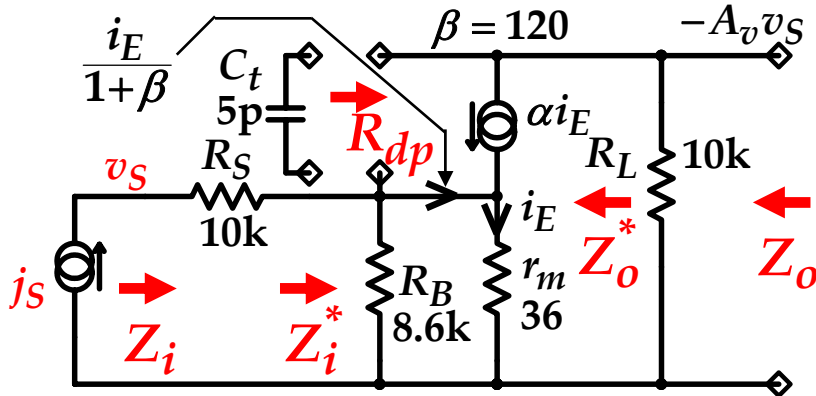 i_E
1+β
C_t
5p
β = 120
−A_v v_S
R_dp
αi_E
R_L
10k
v_S
R_S
10k
i_E
Z_o^*
Z_o
j_S
Z_i
Z_i^*
R_B
8.6k
r_m
36